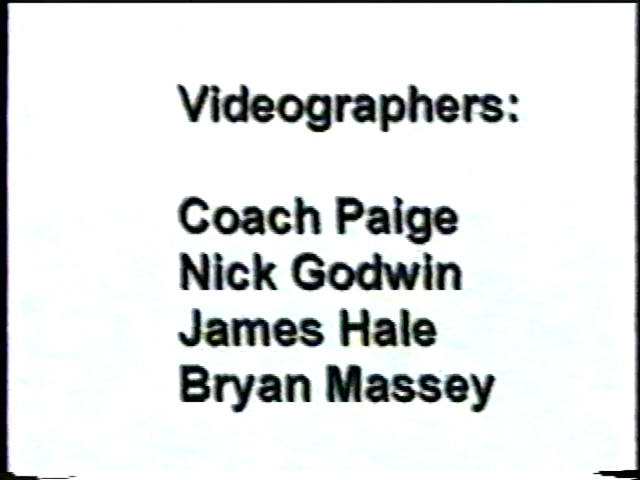 Videographers:
Coach Paige
Nick Godwin
James Hale
Bryan Massey